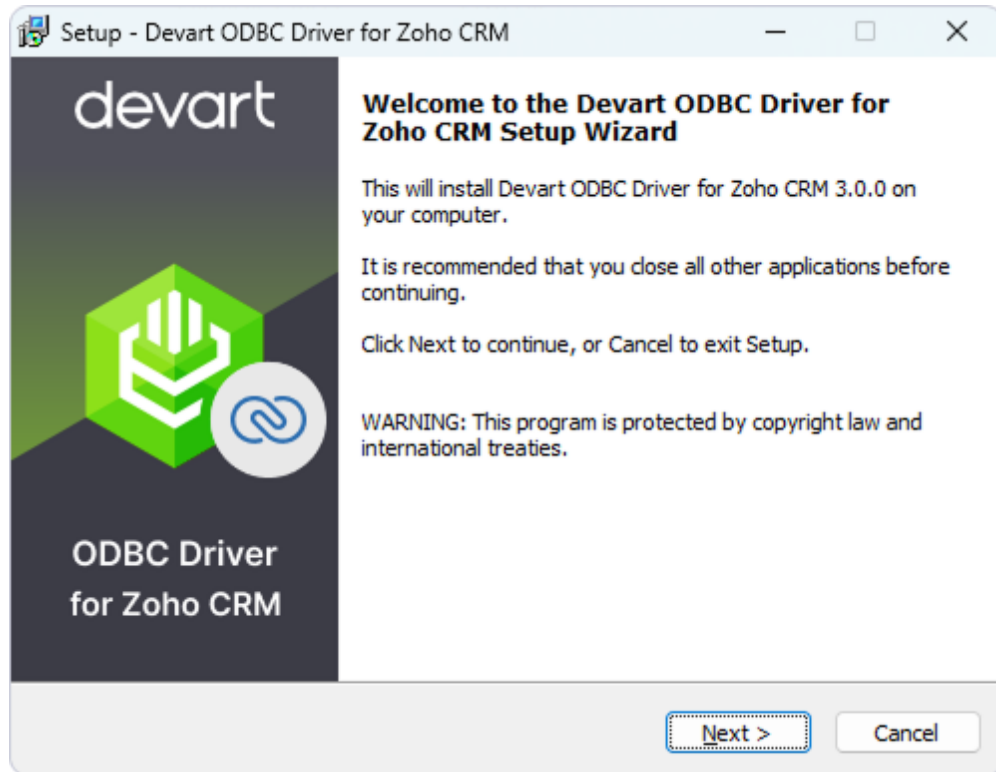 Setup - Devart ODBC Driver for Zoho CRM
devart
Welcome to the Devart ODBC Driver for
Zoho CRM Setup Wizard
This will install Devart ODBC Driver for Zoho CRM 3.0.0 on
your computer.
It is recommended that you close all other applications before
continuing.
Click Next to continue, or Cancel to exit Setup.
WARNING: This program is protected by copyright law and
international treaties.
ODBC Driver
for Zoho CRM
Next >
Cancel